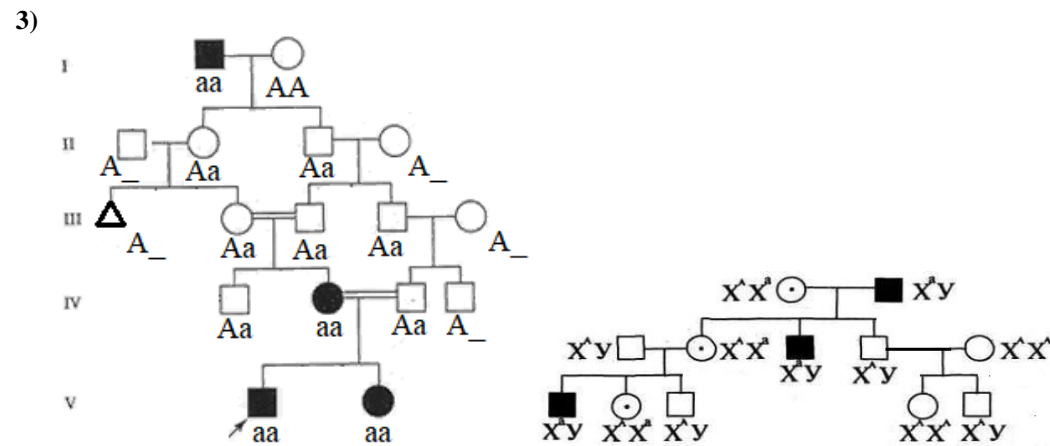 3)
I
aa AA
II
A_ Aa Aa A_
III
A_ Aa Aa Aa A_
IV
Aa aa Aa A_
V
aa aa
XᴬXᵃ XᵃY
XᴬY XᴬXᵃ XᵃY XᴬY XᴬXᴬ
XᵃY XᴬXᵃ XᴬY XᴬXᴬ XᴬY